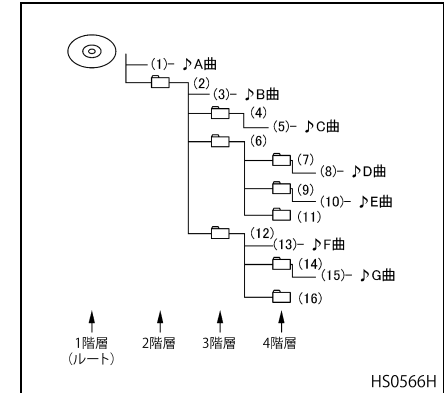 (1)- ♪A曲
(2)
(3)- ♪B曲
(4)
(5)- ♪C曲
(6)
(7)
(8)- ♪D曲
(9)
(10)- ♪E曲
(11)
(12)
(13)- ♪F曲
(14)
(15)- ♪G曲
(16)
1階層 2階層 3階層 4階層
(ルート)
HS0566H